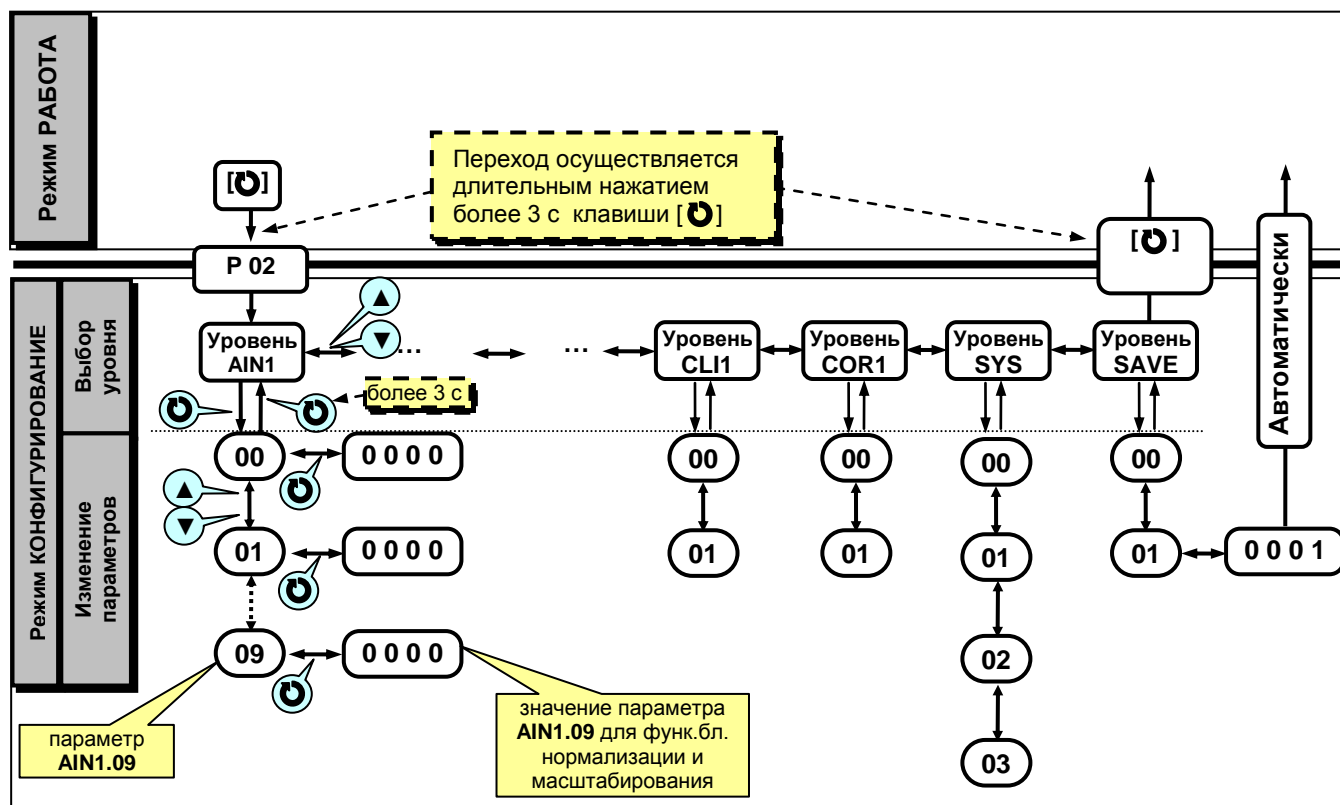 Режим РАБОТА
[↻]
Переход осуществляется
длительным нажатием
более 3 с клавиши [↻]
[↻]
Автоматически
P 02
Режим КОНФИГУРИРОВАНИЕ
Выбор
уровня
Изменение
параметров
Уровень
AIN1
▲
▼
...
...
Уровень
CLI1
Уровень
COR1
Уровень
SYS
Уровень
SAVE
↻
↻
более 3 с
00
↻
0 0 0 0
00
00
00
00
▲
▼
01
↻
0 0 0 0
01
01
01
01
0 0 0 1
09
↻
0 0 0 0
02
03
параметр
AIN1.09
значение параметра
AIN1.09 для функ.бл.
нормализации и
масштабирования